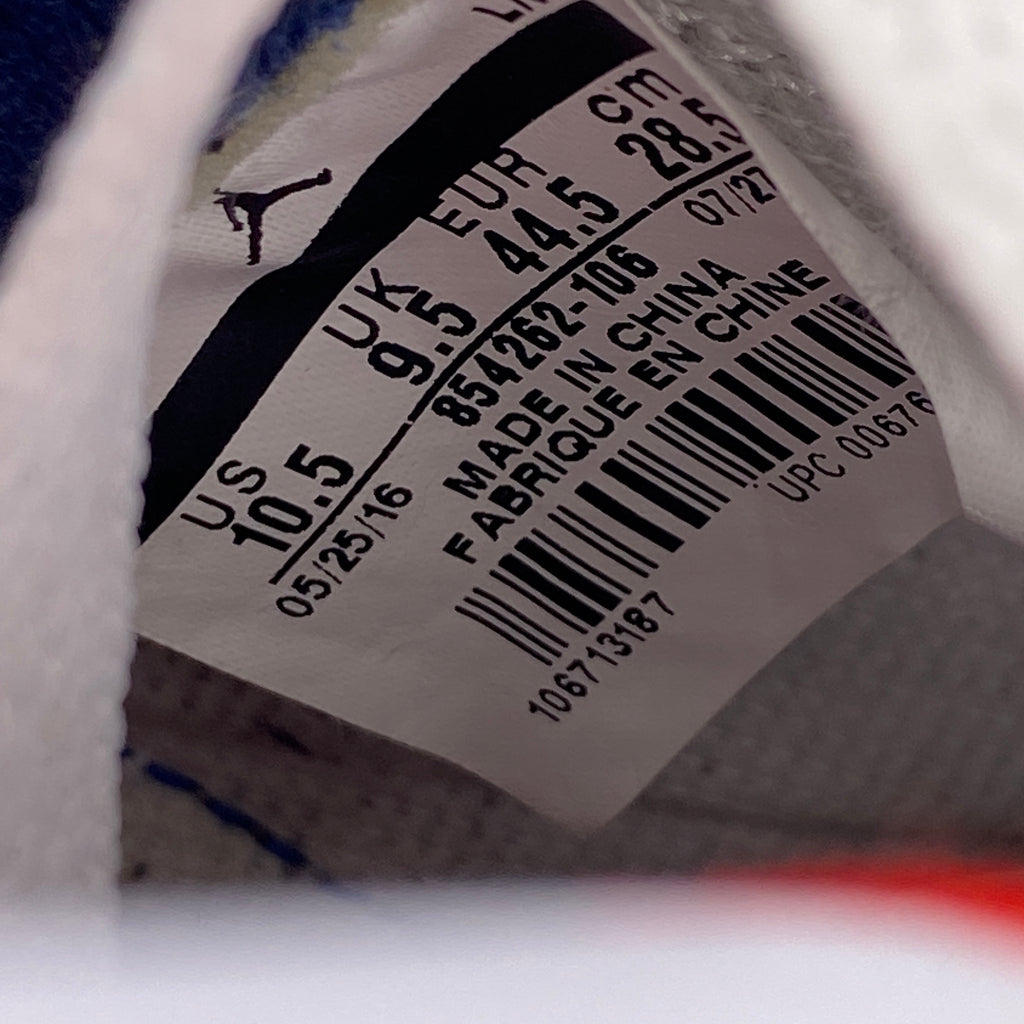 US UK EUR cm
10.5 9.5 44.5 28.5
05/25/16 854262-106 07/27
MADE IN CHINA
FABRIQUE EN CHINE
UPC 00676
106713187